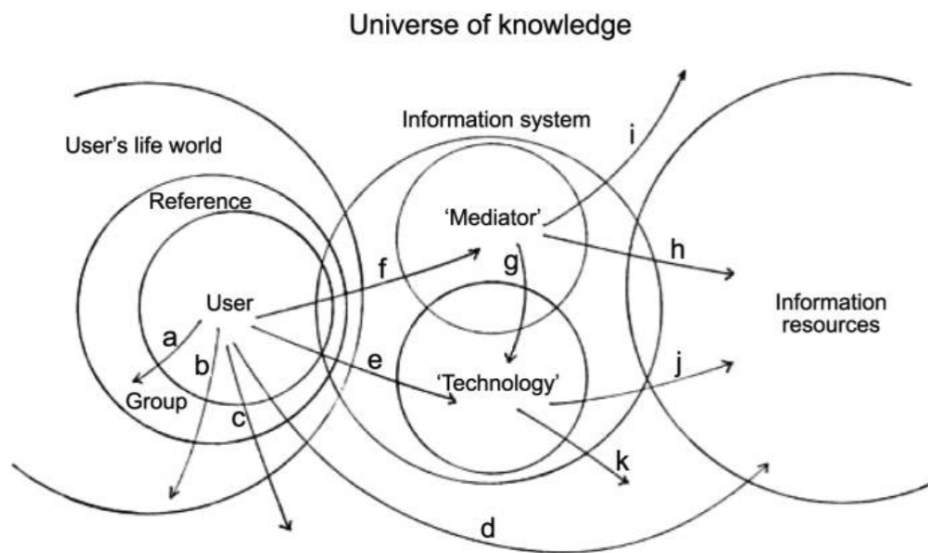 Universe of knowledge
Information system
User's life world
Reference
'Mediator'
User
Group
'Technology'
Information
resources
a
b
c
d
e
f
g
h
i
j
k